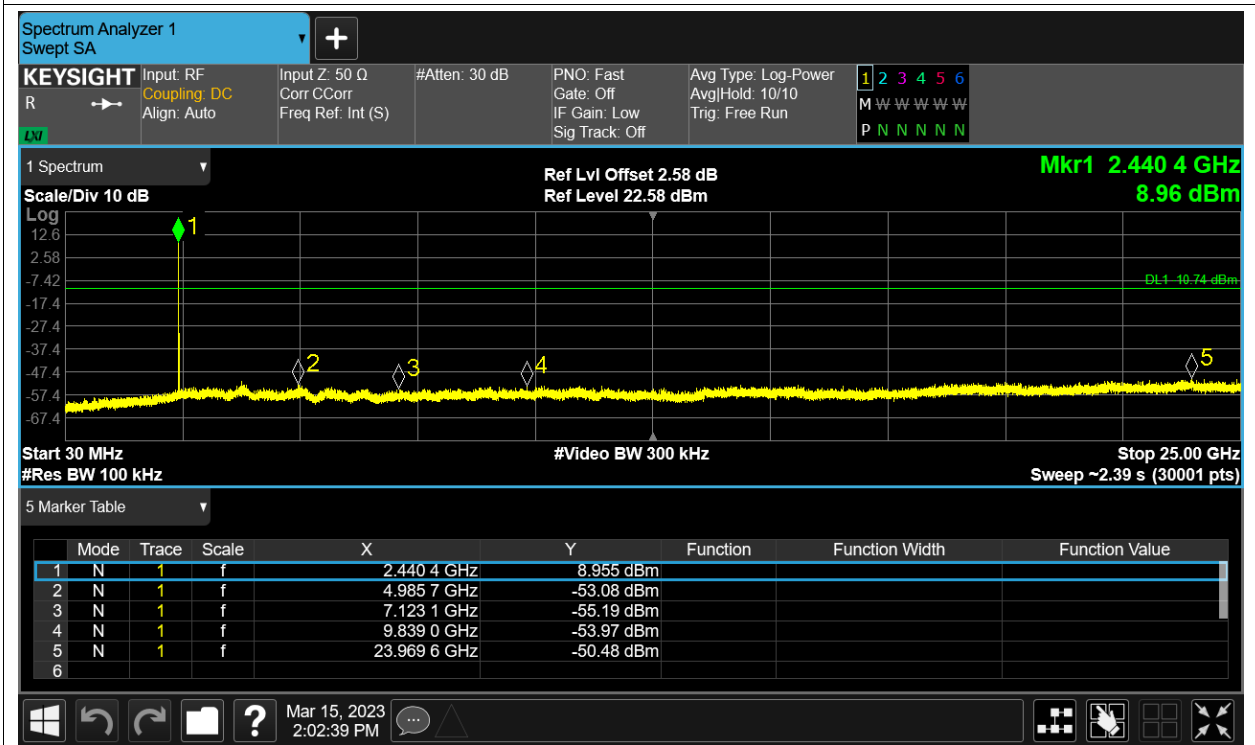 Spectrum Analyzer 1
Swept SA
KEYSIGHT Input: RF Input Z: 50 Ω #Atten: 30 dB PNO: Fast Avg Type: Log-Power 1 2 3 4 5 6
R Coupling: DC Corr CCorr Gate: Off Avg|Hold: 10/10 M W W W W W
Align: Auto Freq Ref: Int (S) IF Gain: Low Trig: Free Run
LXI Sig Track: Off P N N N N N
1 Spectrum Ref Lvl Offset 2.58 dB Mkr1 2.440 4 GHz
Scale/Div 10 dB Ref Level 22.58 dBm 8.96 dBm
Log
1
12.6
2.58
-7.42 DL1 -10.74 dBm
-17.4
-27.4
-37.4
2 3 4 5
-47.4
-57.4
-67.4
Start 30 MHz #Video BW 300 kHz Stop 25.00 GHz
#Res BW 100 kHz Sweep ~2.39 s (30001 pts)
5 Marker Table
Mode Trace Scale X Y Function Function Width Function Value
1 N 1 f 2.440 4 GHz 8.955 dBm
2 N 1 f 4.985 7 GHz -53.08 dBm
3 N 1 f 7.123 1 GHz -55.19 dBm
4 N 1 f 9.839 0 GHz -53.97 dBm
5 N 1 f 23.969 6 GHz -50.48 dBm
6
? Mar 15, 2023
2:02:39 PM